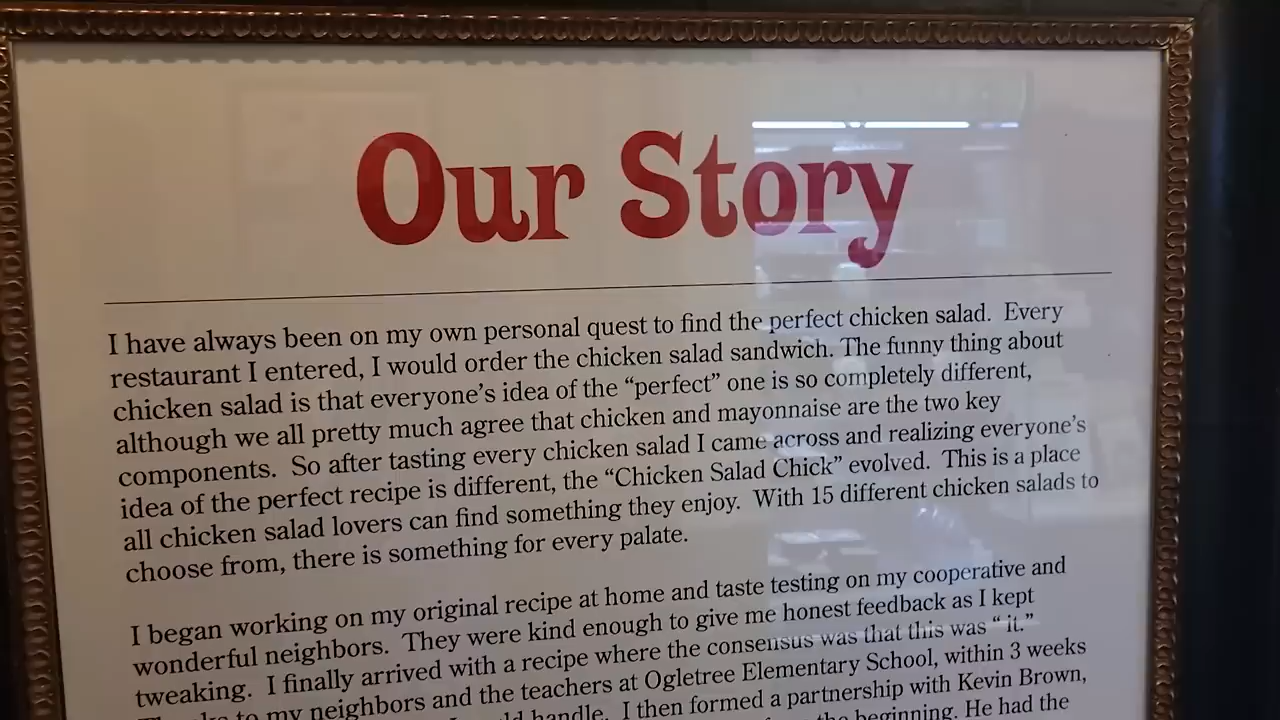 Our Story
I have always been on my own personal quest to find the perfect chicken salad. Every
restaurant I entered, I would order the chicken salad sandwich. The funny thing about
chicken salad is that everyone's idea of the “perfect” one is so completely different,
although we all pretty much agree that chicken and mayonnaise are the two key
components. So after tasting every chicken salad I came across and realizing everyone's
idea of the perfect recipe is different, the “Chicken Salad Chick” evolved. This is a place
all chicken salad lovers can find something they enjoy. With 15 different chicken salads to
choose from, there is something for every palate.
I began working on my original recipe at home and taste testing on my cooperative and
wonderful neighbors. They were kind enough to give me honest feedback as I kept
tweaking. I finally arrived with a recipe where the consensus was that this was “ it.”
to my neighbors and the teachers at Ogletree Elementary School, within 3 weeks
handle. I then formed a partnership with Kevin Brown,
the beginning. He had the